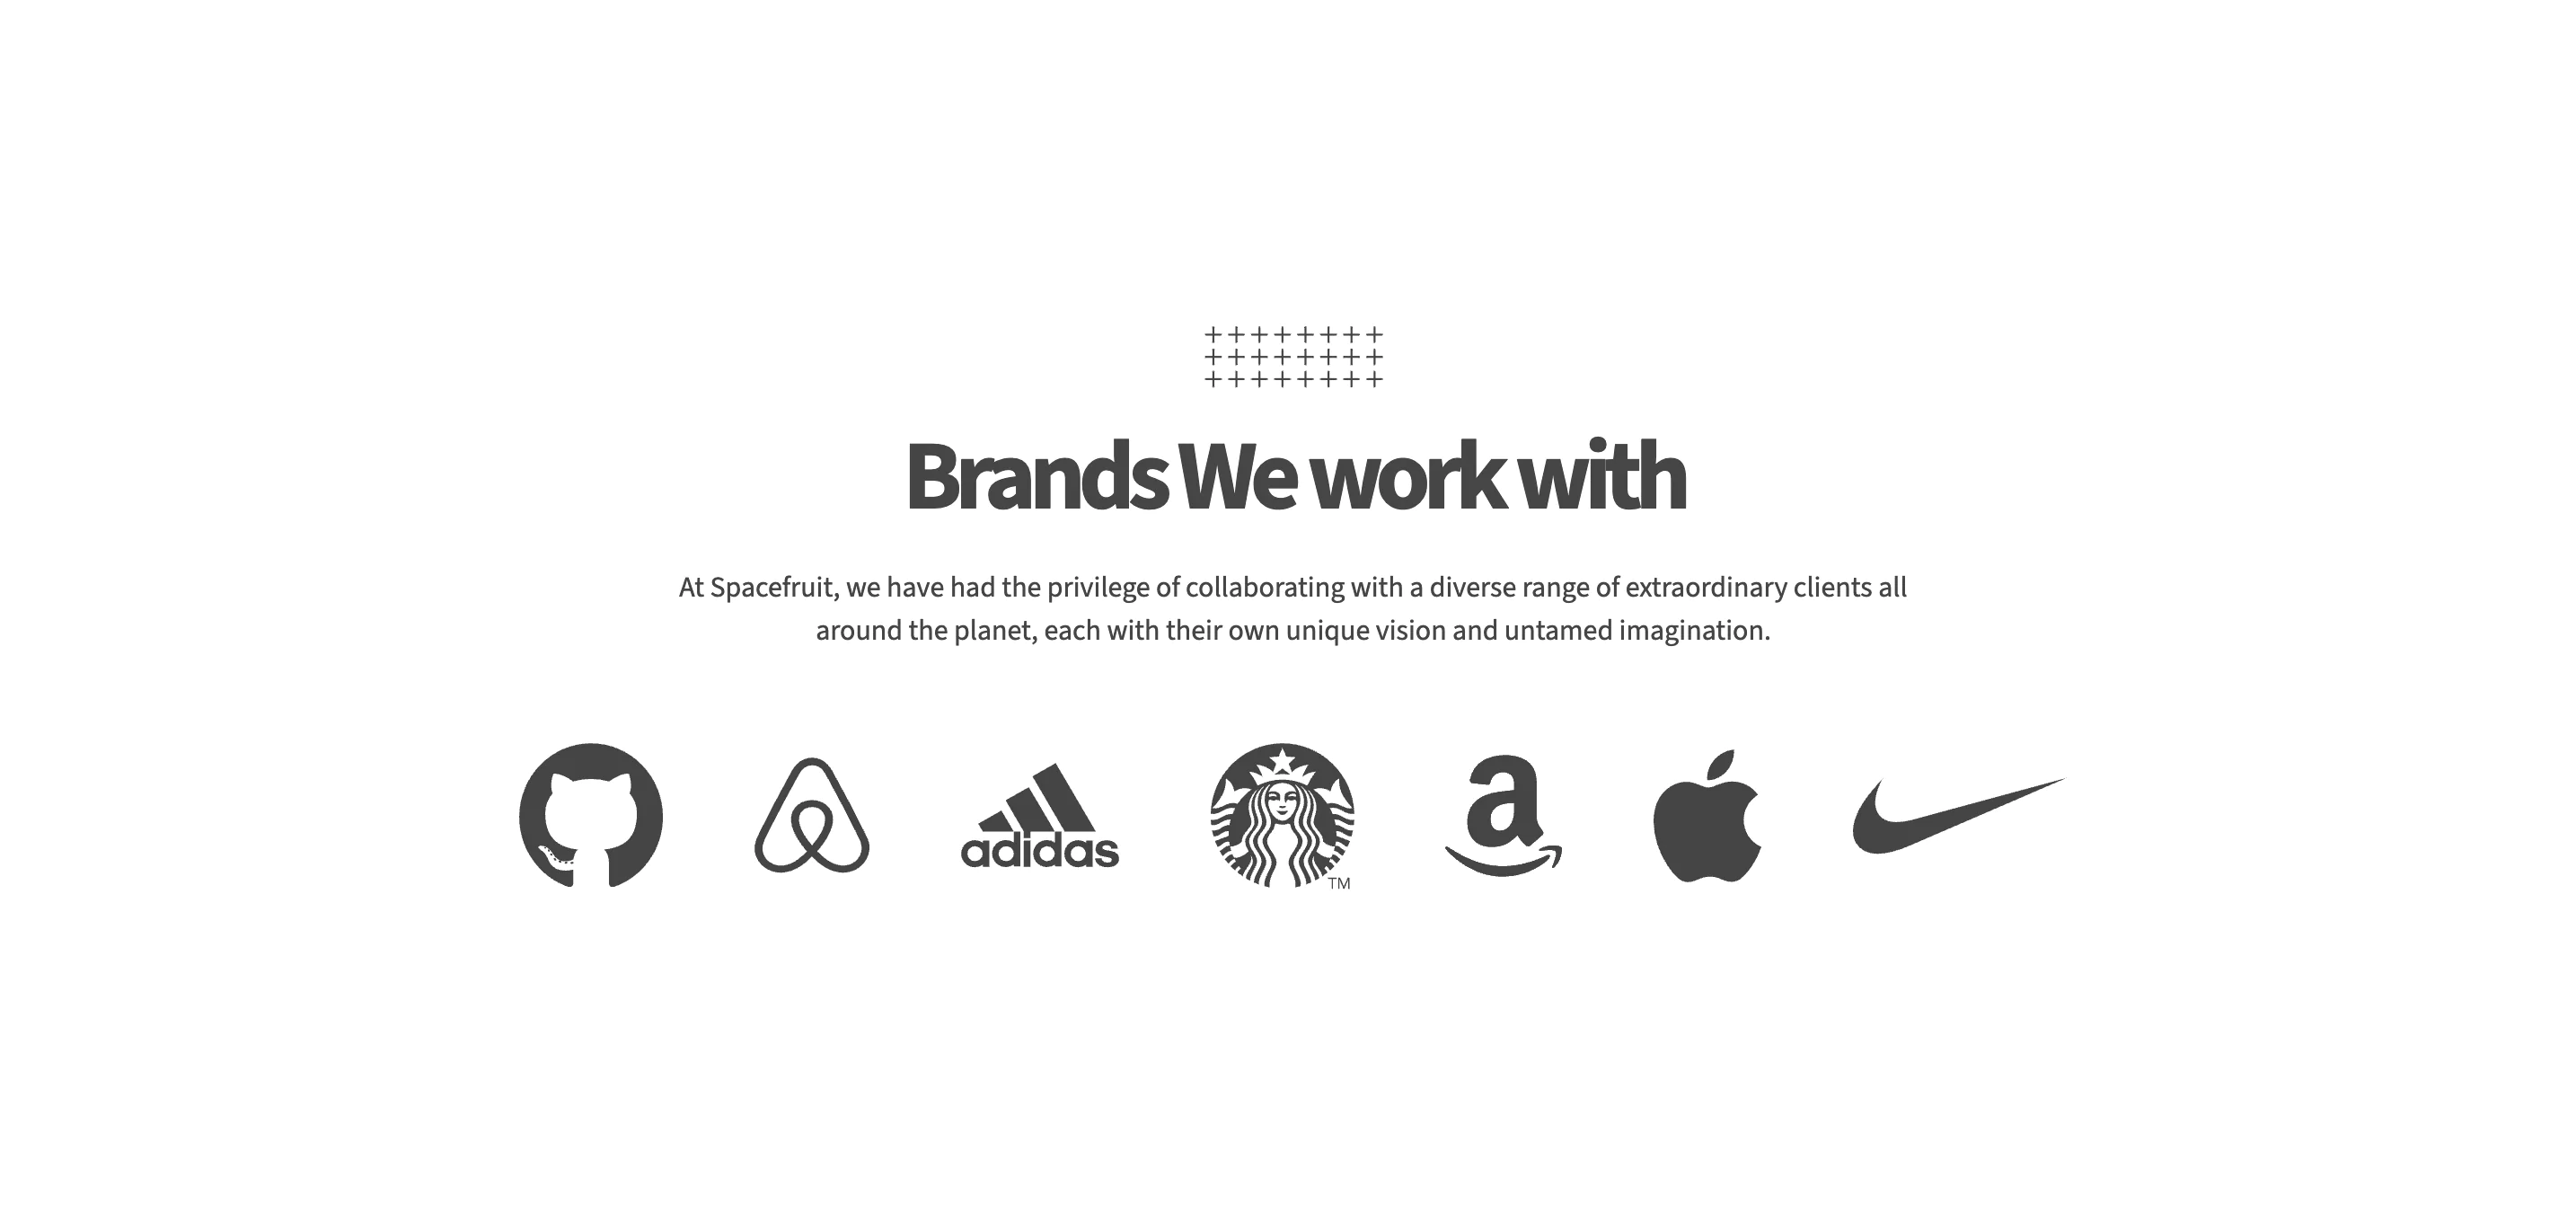 Brands We work with
At Spacefruit, we have had the privilege of collaborating with a diverse range of extraordinary clients all
around the planet, each with their own unique vision and untamed imagination.
adidas
TM
a